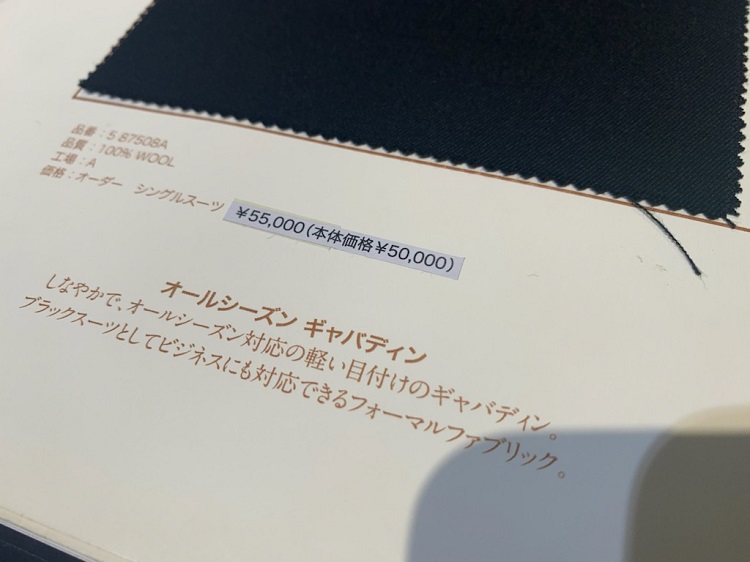 品番：5 87508A
品質：100% WOOL
工場：A
価格：オーダー シングルスーツ ￥55,000(本体価格￥50,000)
オールシーズン ギャバディン
しなやかで、オールシーズン対応の軽い目付けのギャバディン。
ブラックスーツとしてビジネスにも対応できるフォーマルファブリック。